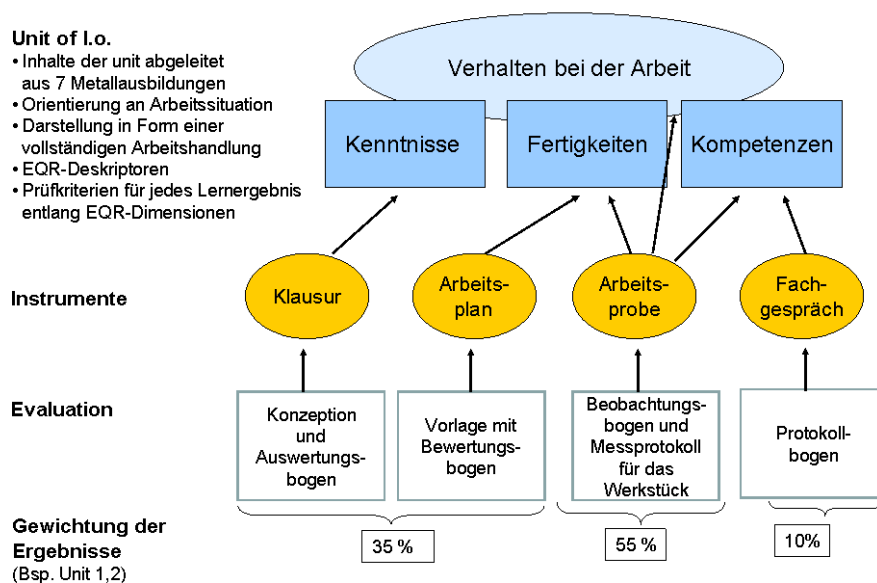 Unit of l.o.
• Inhalte der unit abgeleitet
aus 7 Metallausbildungen
• Orientierung an Arbeitssituation
• Darstellung in Form einer
vollständigen Arbeitshandlung
• EQR-Deskriptoren
• Prüfkriterien für jedes Lernergebnis
entlang EQR-Dimensionen
Verhalten bei der Arbeit
Kenntnisse
Fertigkeiten
Kompetenzen
Instrumente
Klausur
Arbeits-
plan
Arbeits-
probe
Fach-
gespräch
Evaluation
Konzeption
und
Auswertungs-
bogen
Vorlage mit
Bewertungs-
bogen
Beobachtungs-
bogen und
Messprotokoll
für das
Werkstück
Protokoll-
bogen
Gewichtung der
Ergebnisse
(Bsp. Unit 1,2)
35 %
55 %
10%